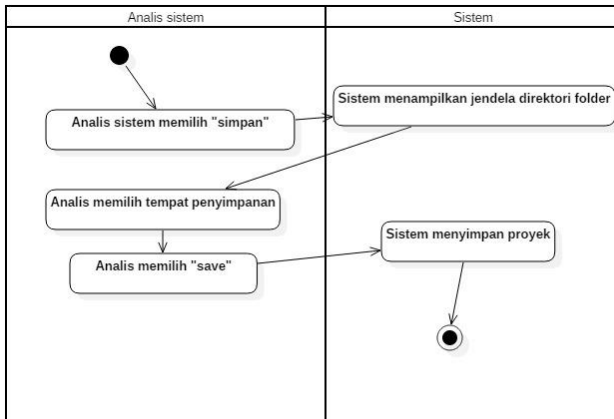 Analis sistem
Sistem
Analis sistem memilih "simpan"
Sistem menampilkan jendela direktori folder
Analis memilih tempat penyimpanan
Analis memilih "save"
Sistem menyimpan proyek